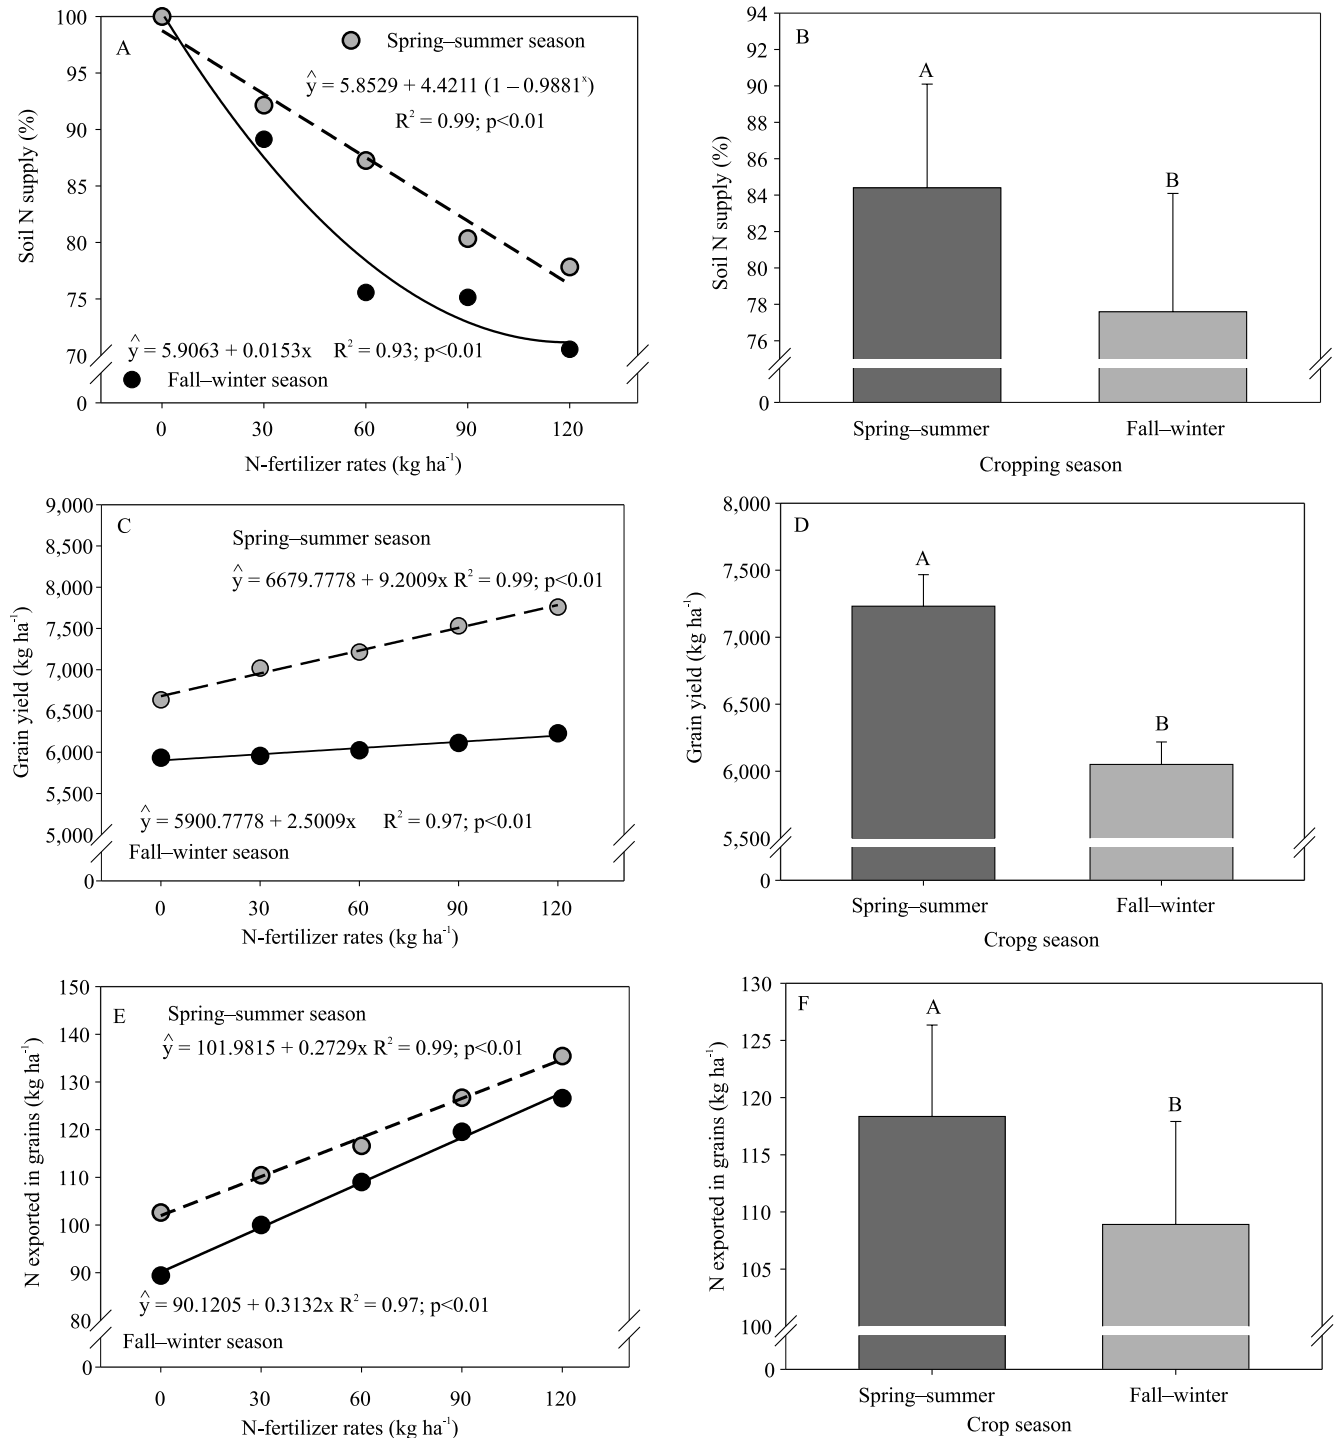 A
Spring–summer season
ŷ = 5.8529 + 4.4211 (1 – 0.9881ˣ)
R² = 0.99; p<0.01
100
95
90
85
80
75
70
0
Soil N supply (%)
ŷ = 5.9063 + 0.0153x R² = 0.93; p<0.01
Fall–winter season
0 30 60 90 120
N-fertilizer rates (kg ha⁻¹)
B
94
92
90
88
86
84
82
80
78
76
0
Soil N supply (%)
A
B
Spring–summer Fall–winter
Cropping season
C
Spring–summer season
ŷ = 6679.7778 + 9.2009x R² = 0.99; p<0.01
9,000
8,500
8,000
7,500
7,000
6,500
6,000
5,500
5,000
0
Grain yield (kg ha⁻¹)
ŷ = 5900.7778 + 2.5009x R² = 0.97; p<0.01
Fall–winter season
0 30 60 90 120
N-fertilizer rates (kg ha⁻¹)
D
8,000
7,500
7,000
6,500
6,000
5,500
0
Grain yield (kg ha⁻¹)
A
B
Spring–summer Fall–winter
Cropg season
E
Spring–summer season
ŷ = 101.9815 + 0.2729x R² = 0.99; p<0.01
150
140
130
120
110
100
90
80
0
N exported in grains (kg ha⁻¹)
ŷ = 90.1205 + 0.3132x R² = 0.97; p<0.01
Fall–winter season
0 30 60 90 120
N-fertilizer rates (kg ha⁻¹)
F
130
125
120
115
110
105
100
0
N exported in grains (kg ha⁻¹)
A
B
Spring–summer Fall–winter
Crop season